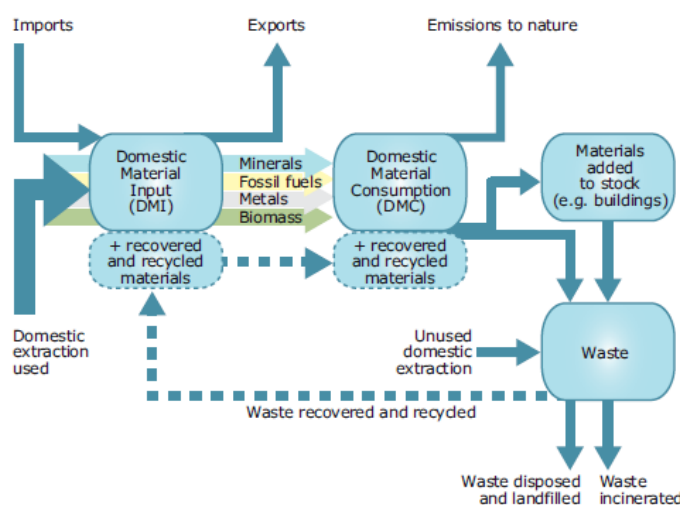 Imports
Exports
Emissions to nature
Domestic
Material
Input
(DMI)
Minerals
Fossil fuels
Metals
Biomass
Domestic
Material
Consumption
(DMC)
Materials
added
to stock
(e.g. buildings)
+ recovered
and recycled
materials
+ recovered
and recycled
materials
Domestic
extraction
used
Unused
domestic
extraction
Waste
Waste recovered and recycled
Waste disposed
and landfilled
Waste
incinerated